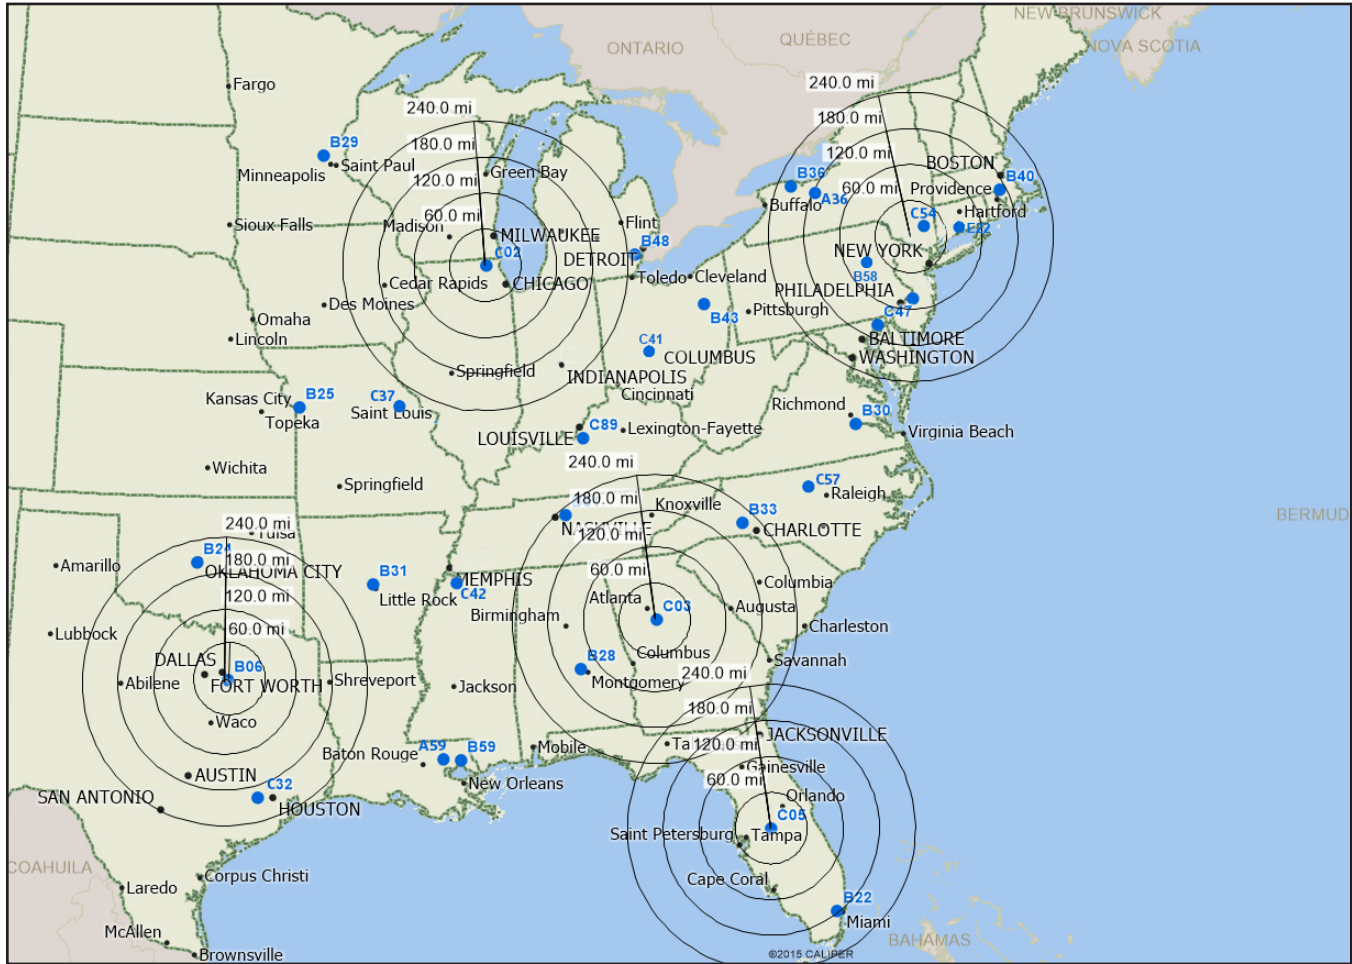 NEW BRUNSWICK
QUÉBEC
ONTARIO
NOVA SCOTIA
Fargo
240.0 mi
240.0 mi
180.0 mi
B29
Saint Paul
Minneapolis
180.0 mi
120.0 mi
BOSTON
Green Bay
B36
B40
120.0 mi
60.0 mi
Providence
A36
Buffalo
60.0 mi
Hartford
Sioux Falls
Madison
Flint
C54
E22
MILWAUKEE
B48
C02
DETROIT
NEW YORK
B58
Cedar Rapids
CHICAGO
Toledo
Cleveland
PHILADELPHIA
Des Moines
B43
Pittsburgh
Omaha
C47
Lincoln
C41
BALTIMORE
COLUMBUS
WASHINGTON
Springfield
INDIANAPOLIS
Kansas City
B25
C37
Cincinnati
Saint Louis
Topeka
Richmond
B30
C89
LOUISVILLE
Lexington-Fayette
Virginia Beach
Wichita
240.0 mi
Springfield
C57
180.0 mi
Raleigh
Knoxville
BERMUD
240.0 mi
B33
NASHVILLE
CHARLOTTE
Tulsa
120.0 mi
B24
180.0 mi
Amarillo
OKLAHOMA CITY
60.0 mi
B31
MEMPHIS
Columbia
120.0 mi
Little Rock
C42
Atlanta
C03
Birmingham
Augusta
60.0 mi
Lubbock
Charleston
DALLAS
B06
Columbus
B28
Savannah
Abilene
FORT WORTH
Shreveport
Jackson
Montgomery
240.0 mi
Waco
180.0 mi
JACKSONVILLE
Baton Rouge
A59
B59
Mobile
Ta
120.0 mi
Gainesville
AUSTIN
C32
New Orleans
60.0 mi
SAN ANTONIO
HOUSTON
Orlando
C05
Saint Petersburg
Tampa
COAHUILA
Corpus Christi
Cape Coral
Laredo
B22
Miami
McAllen
BAHAMAS
Brownsville
©2015 CALIPER